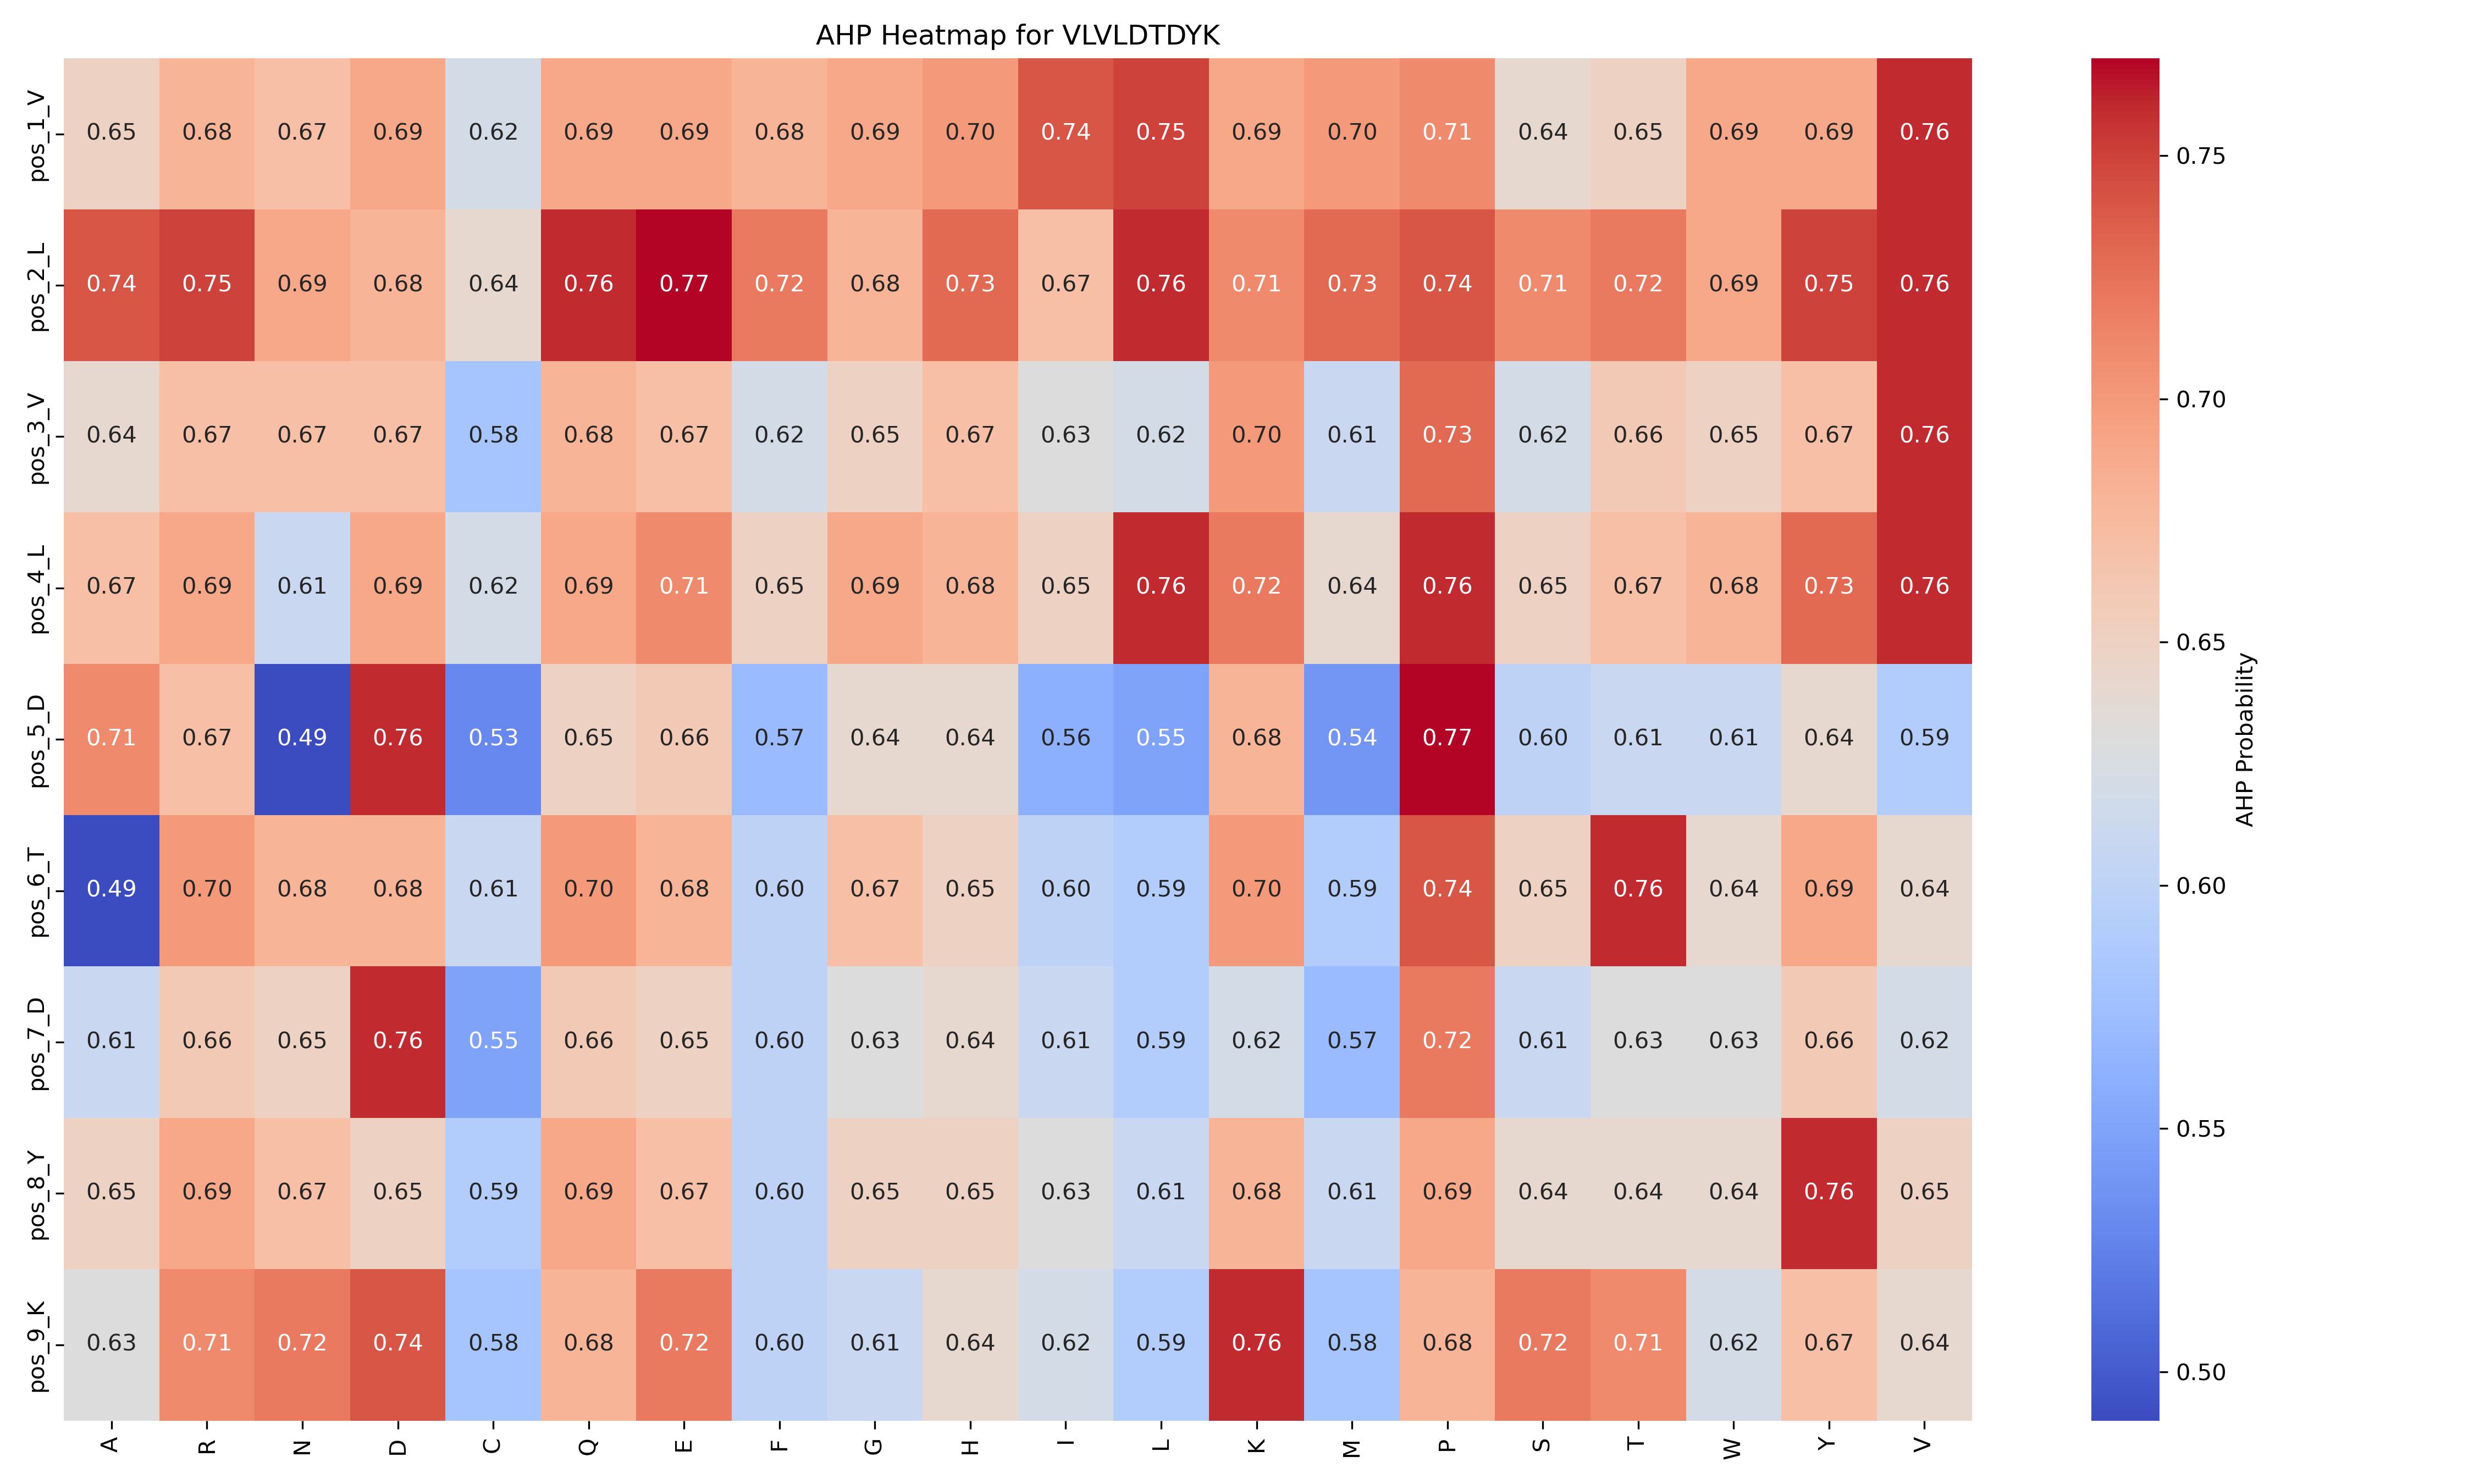 AHP Heatmap for VLVLDTDYK
pos_1_V 0.65 0.68 0.67 0.69 0.62 0.69 0.69 0.68 0.69 0.70 0.74 0.75 0.69 0.70 0.71 0.64 0.65 0.69 0.69 0.76
pos_2_L 0.74 0.75 0.69 0.68 0.64 0.76 0.77 0.72 0.68 0.73 0.67 0.76 0.71 0.73 0.74 0.71 0.72 0.69 0.75 0.76
pos_3_V 0.64 0.67 0.67 0.67 0.58 0.68 0.67 0.62 0.65 0.67 0.63 0.62 0.70 0.61 0.73 0.62 0.66 0.65 0.67 0.76
pos_4_L 0.67 0.69 0.61 0.69 0.62 0.69 0.71 0.65 0.69 0.68 0.65 0.76 0.72 0.64 0.76 0.65 0.67 0.68 0.73 0.76
pos_5_D 0.71 0.67 0.49 0.76 0.53 0.65 0.66 0.57 0.64 0.64 0.56 0.55 0.68 0.54 0.77 0.60 0.61 0.61 0.64 0.59
pos_6_T 0.49 0.70 0.68 0.68 0.61 0.70 0.68 0.60 0.67 0.65 0.60 0.59 0.70 0.59 0.74 0.65 0.76 0.64 0.69 0.64
pos_7_D 0.61 0.66 0.65 0.76 0.55 0.66 0.65 0.60 0.63 0.64 0.61 0.59 0.62 0.57 0.72 0.61 0.63 0.63 0.66 0.62
pos_8_Y 0.65 0.69 0.67 0.65 0.59 0.69 0.67 0.60 0.65 0.65 0.63 0.61 0.68 0.61 0.69 0.64 0.64 0.64 0.76 0.65
pos_9_K 0.63 0.71 0.72 0.74 0.58 0.68 0.72 0.60 0.61 0.64 0.62 0.59 0.76 0.58 0.68 0.72 0.71 0.62 0.67 0.64
A R N D C Q E F G H I L K M P S T W Y V
0.75
0.70
0.65
0.60
0.55
0.50
AHP Probability